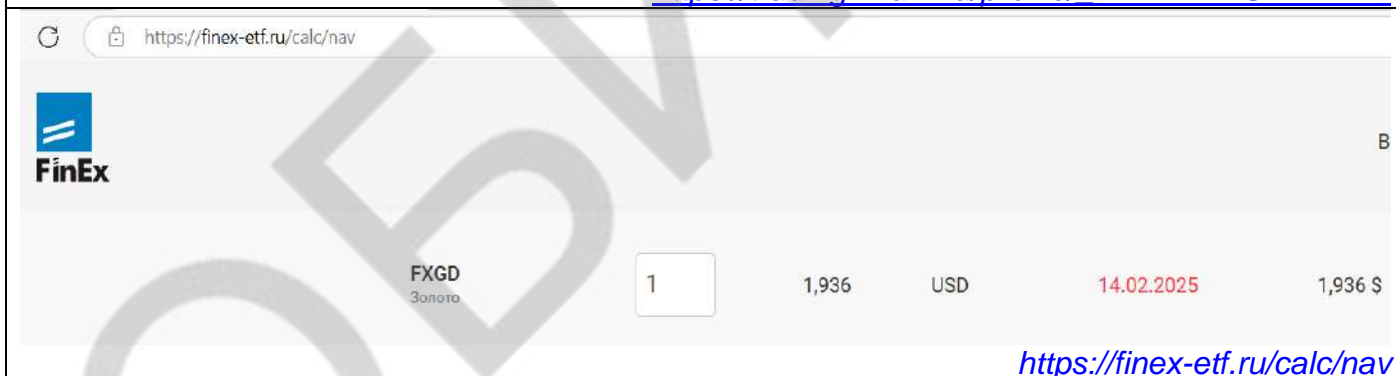 https://finex-etf.ru/calc/nav
FinEx
B
FXGD
Золото
1
1,936
USD
14.02.2025
1,936 $
https://finex-etf.ru/calc/nav